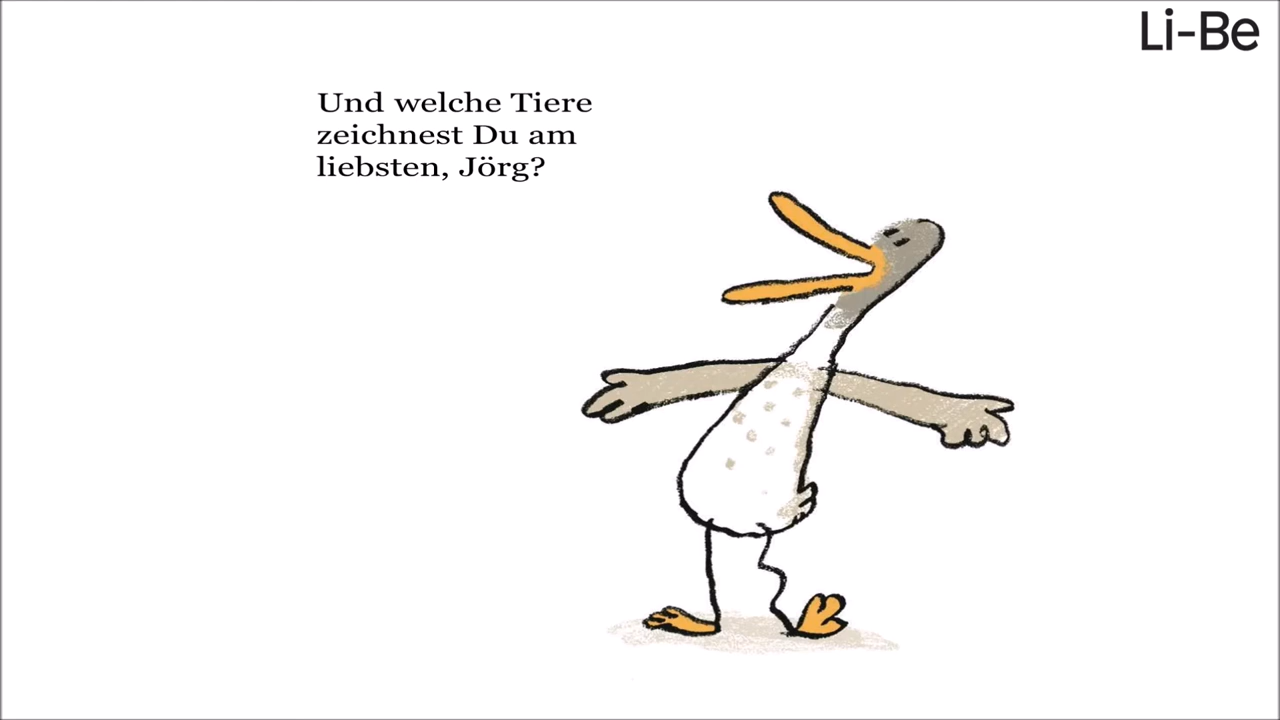 Li-Be
Und welche Tiere
zeichnest Du am
liebsten, Jörg?